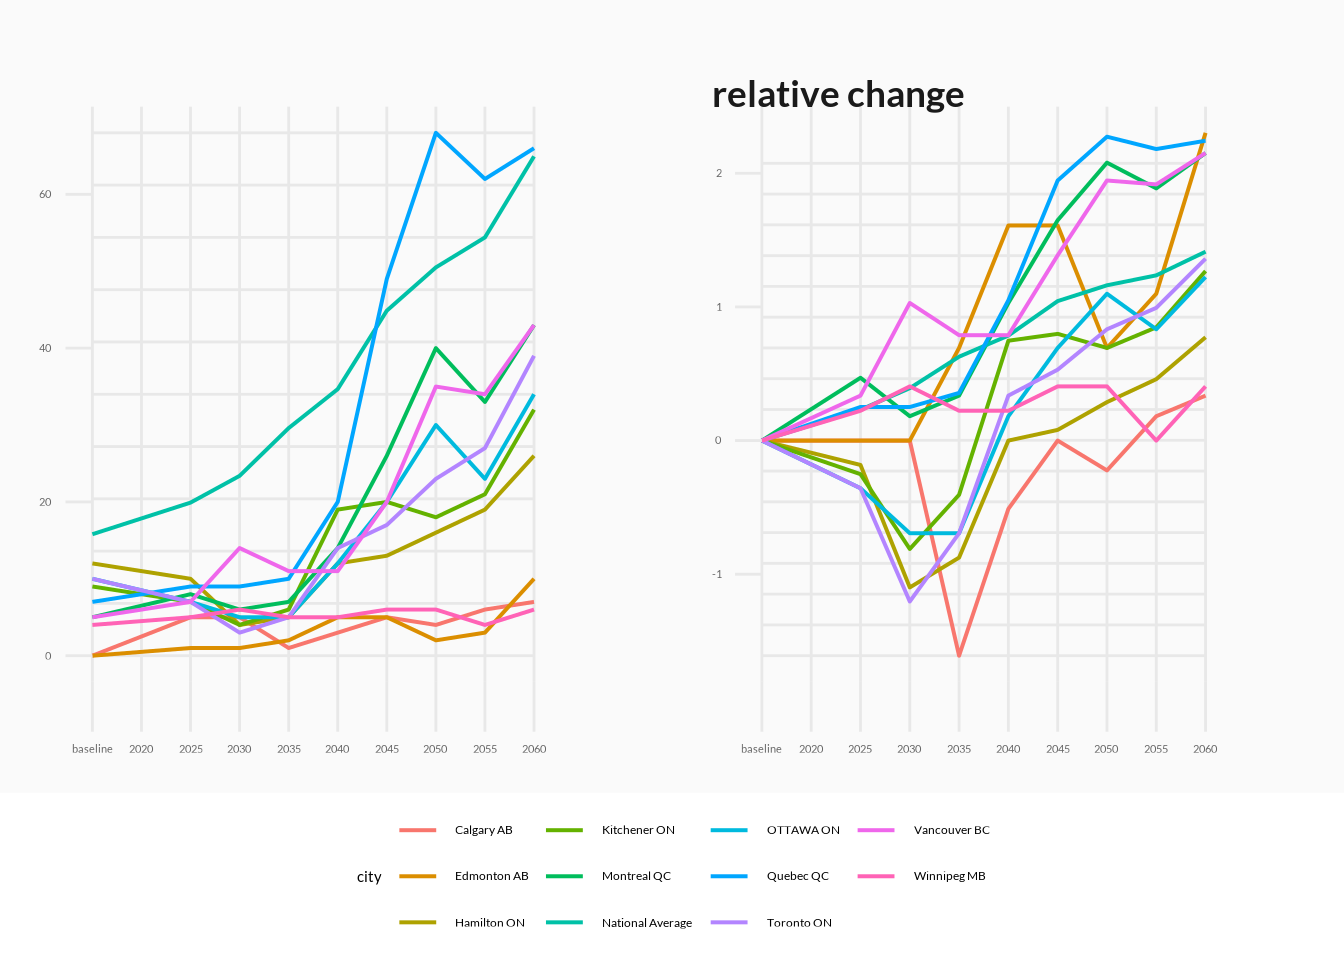 relative change
60
40
20
0
baseline 2020 2025 2030 2035 2040 2045 2050 2055 2060
2
1
0
-1
baseline 2020 2025 2030 2035 2040 2045 2050 2055 2060
city
Calgary AB
Edmonton AB
Hamilton ON
Kitchener ON
Montreal QC
National Average
OTTAWA ON
Quebec QC
Toronto ON
Vancouver BC
Winnipeg MB